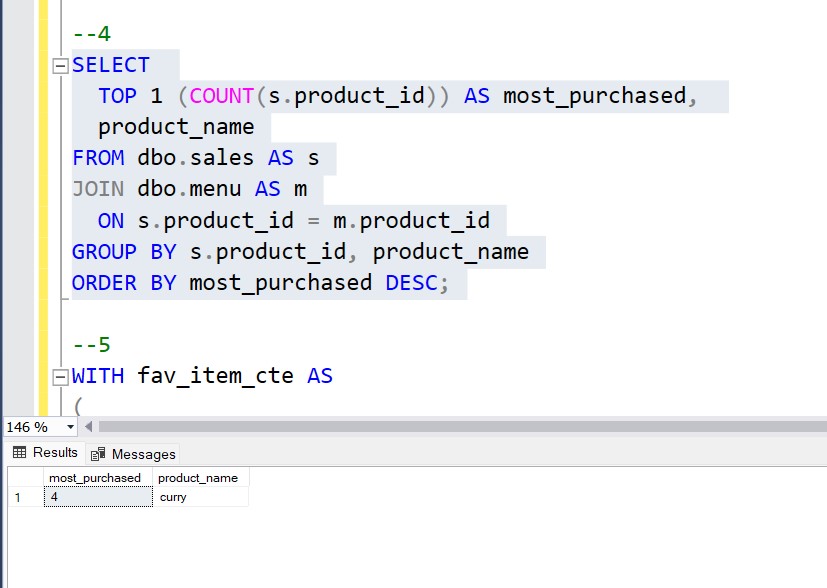 --4
SELECT
TOP 1 (COUNT(s.product_id)) AS most_purchased,
product_name
FROM dbo.sales AS s
JOIN dbo.menu AS m
ON s.product_id = m.product_id
GROUP BY s.product_id, product_name
ORDER BY most_purchased DESC;
--5
WITH fav_item_cte AS
(
146 %
Results Messages
most_purchased product_name
1 4 curry